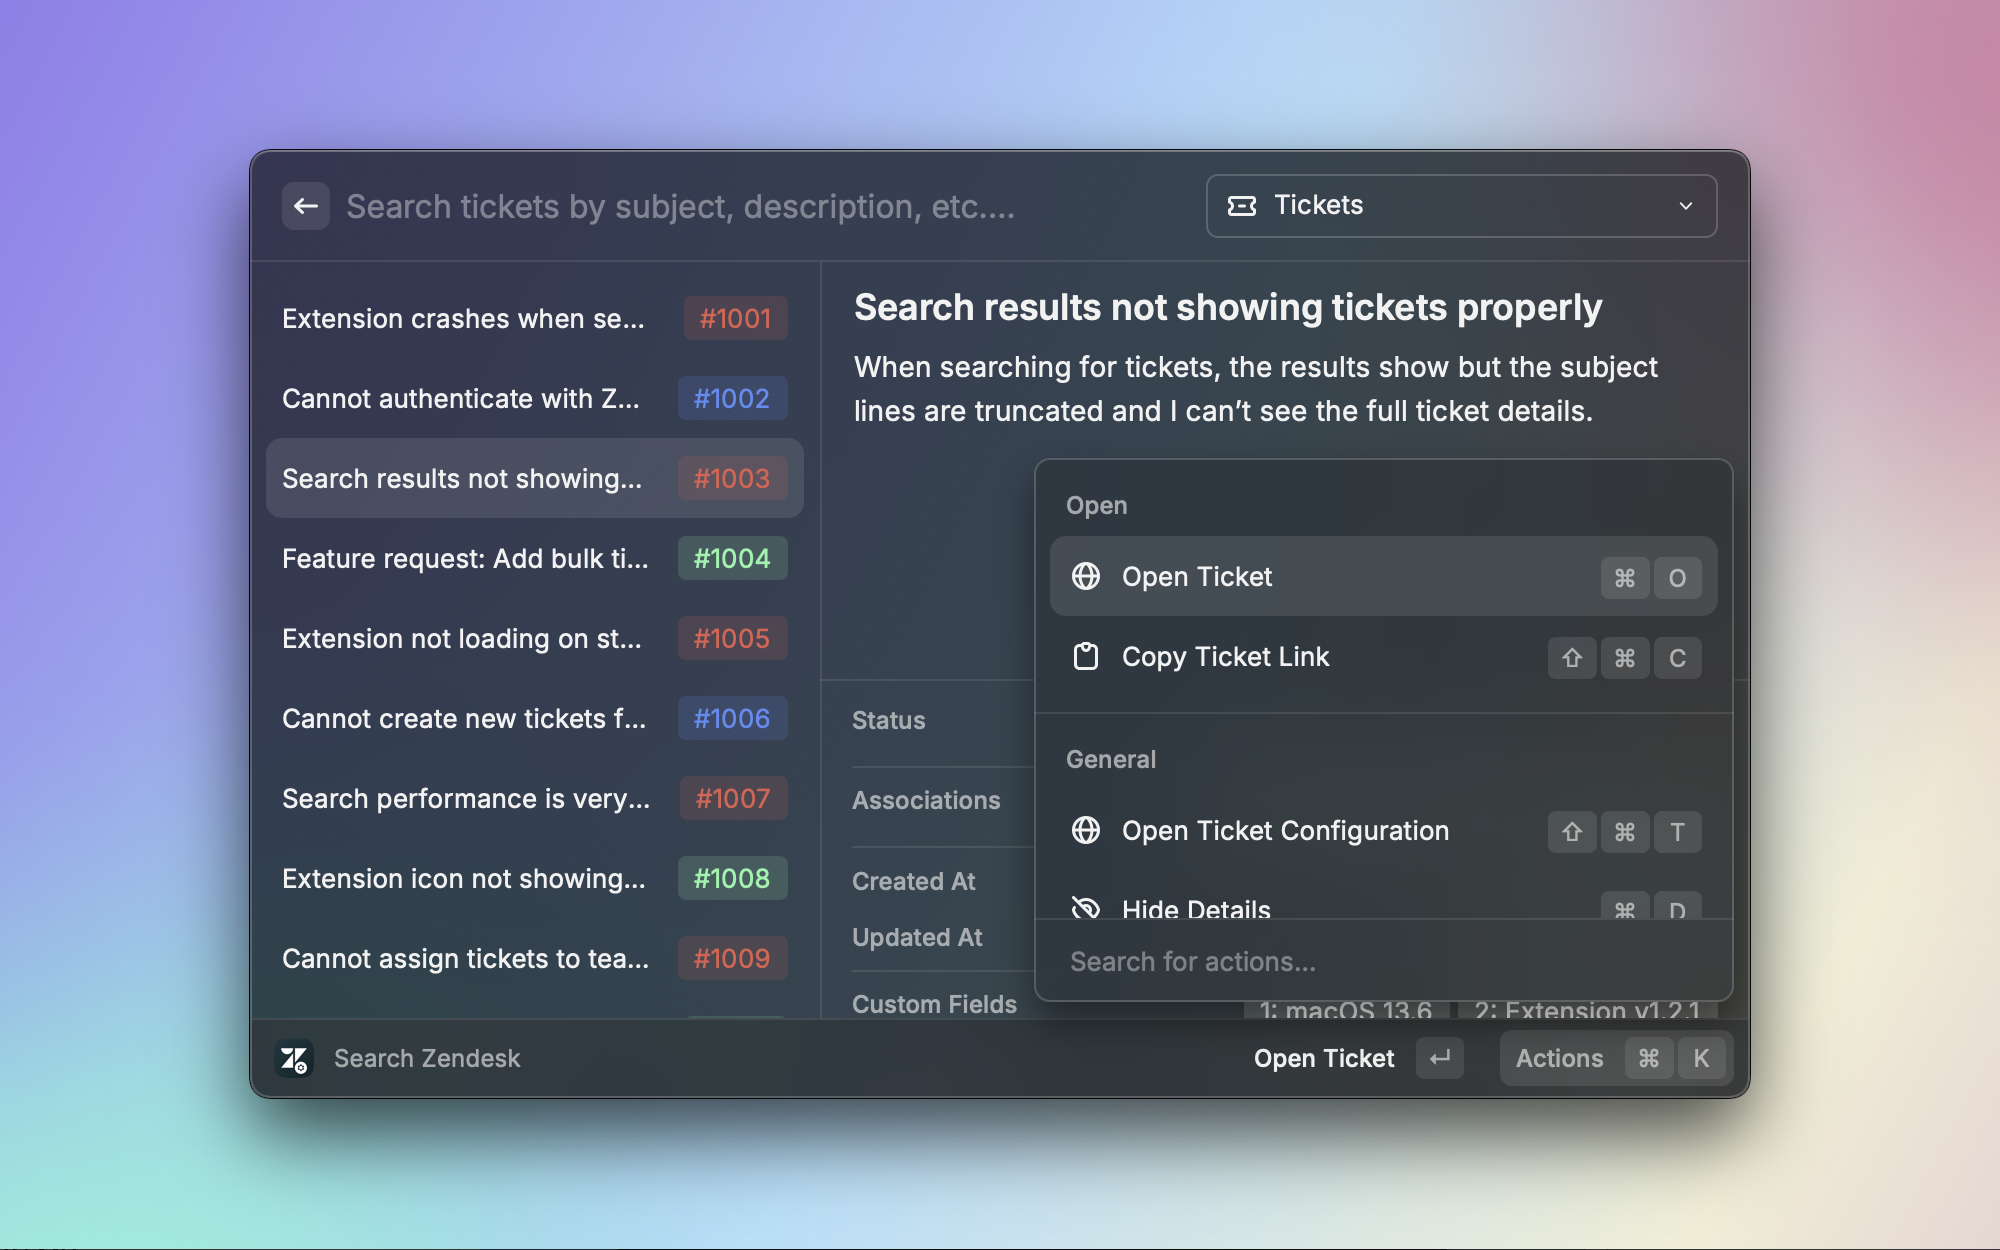 Search tickets by subject, description, etc....
Tickets
Extension crashes when se... #1001
Cannot authenticate with Z... #1002
Search results not showing... #1003
Feature request: Add bulk ti... #1004
Extension not loading on st... #1005
Cannot create new tickets f... #1006
Search performance is very... #1007
Extension icon not showing... #1008
Cannot assign tickets to tea... #1009
Search results not showing tickets properly
When searching for tickets, the results show but the subject
lines are truncated and I can’t see the full ticket details.
Status
Associations
Created At
Updated At
Custom Fields
1: macOS 13.6 2: Extension v1.2.1
Open
Open Ticket ⌘ O
Copy Ticket Link ⇧ ⌘ C
General
Open Ticket Configuration ⇧ ⌘ T
Hide Details ⌘ D
Search for actions...
Search Zendesk
Open Ticket ↵
Actions ⌘ K